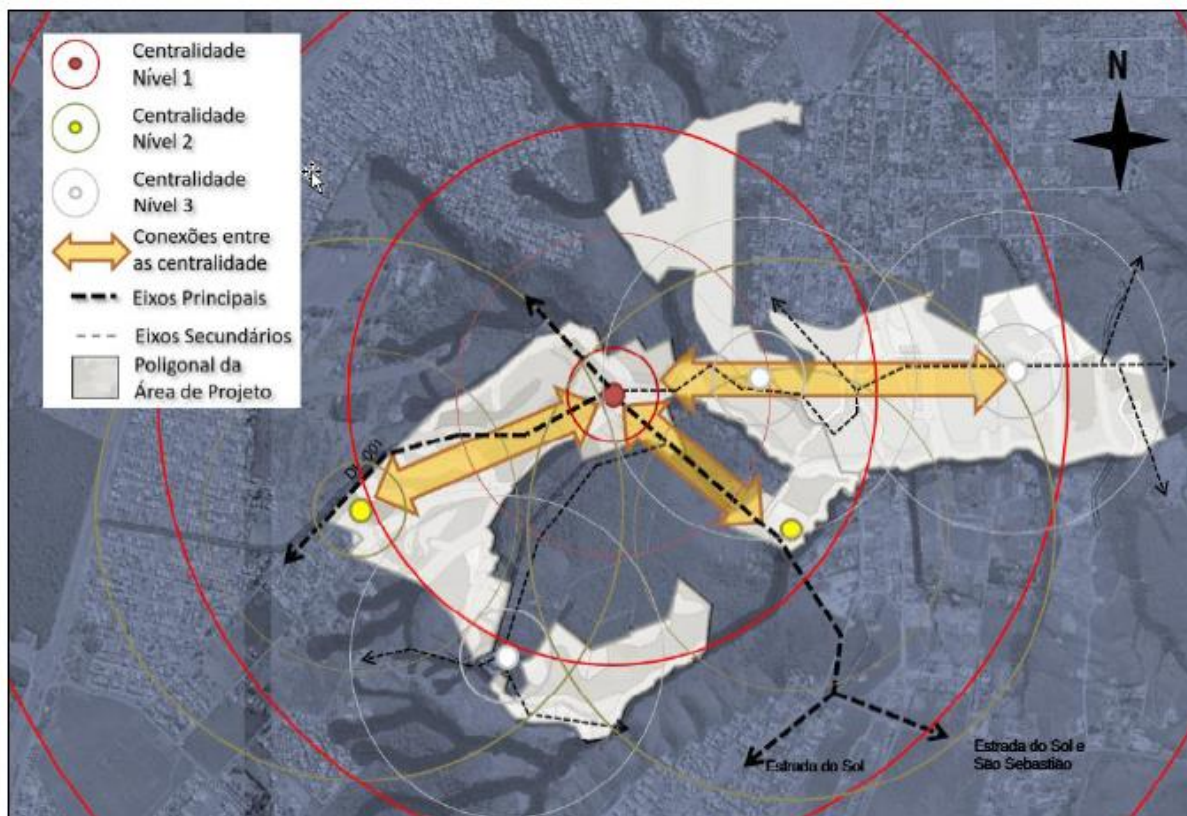 Centralidade
Nível 1
Centralidade
Nível 2
Centralidade
Nível 3
Conexões entre
as centralidade
Eixos Principais
Eixos Secundários
Poligonal da
Área de Projeto
N
Estrada do Sol
Estrada do Sol e
São Sebastião